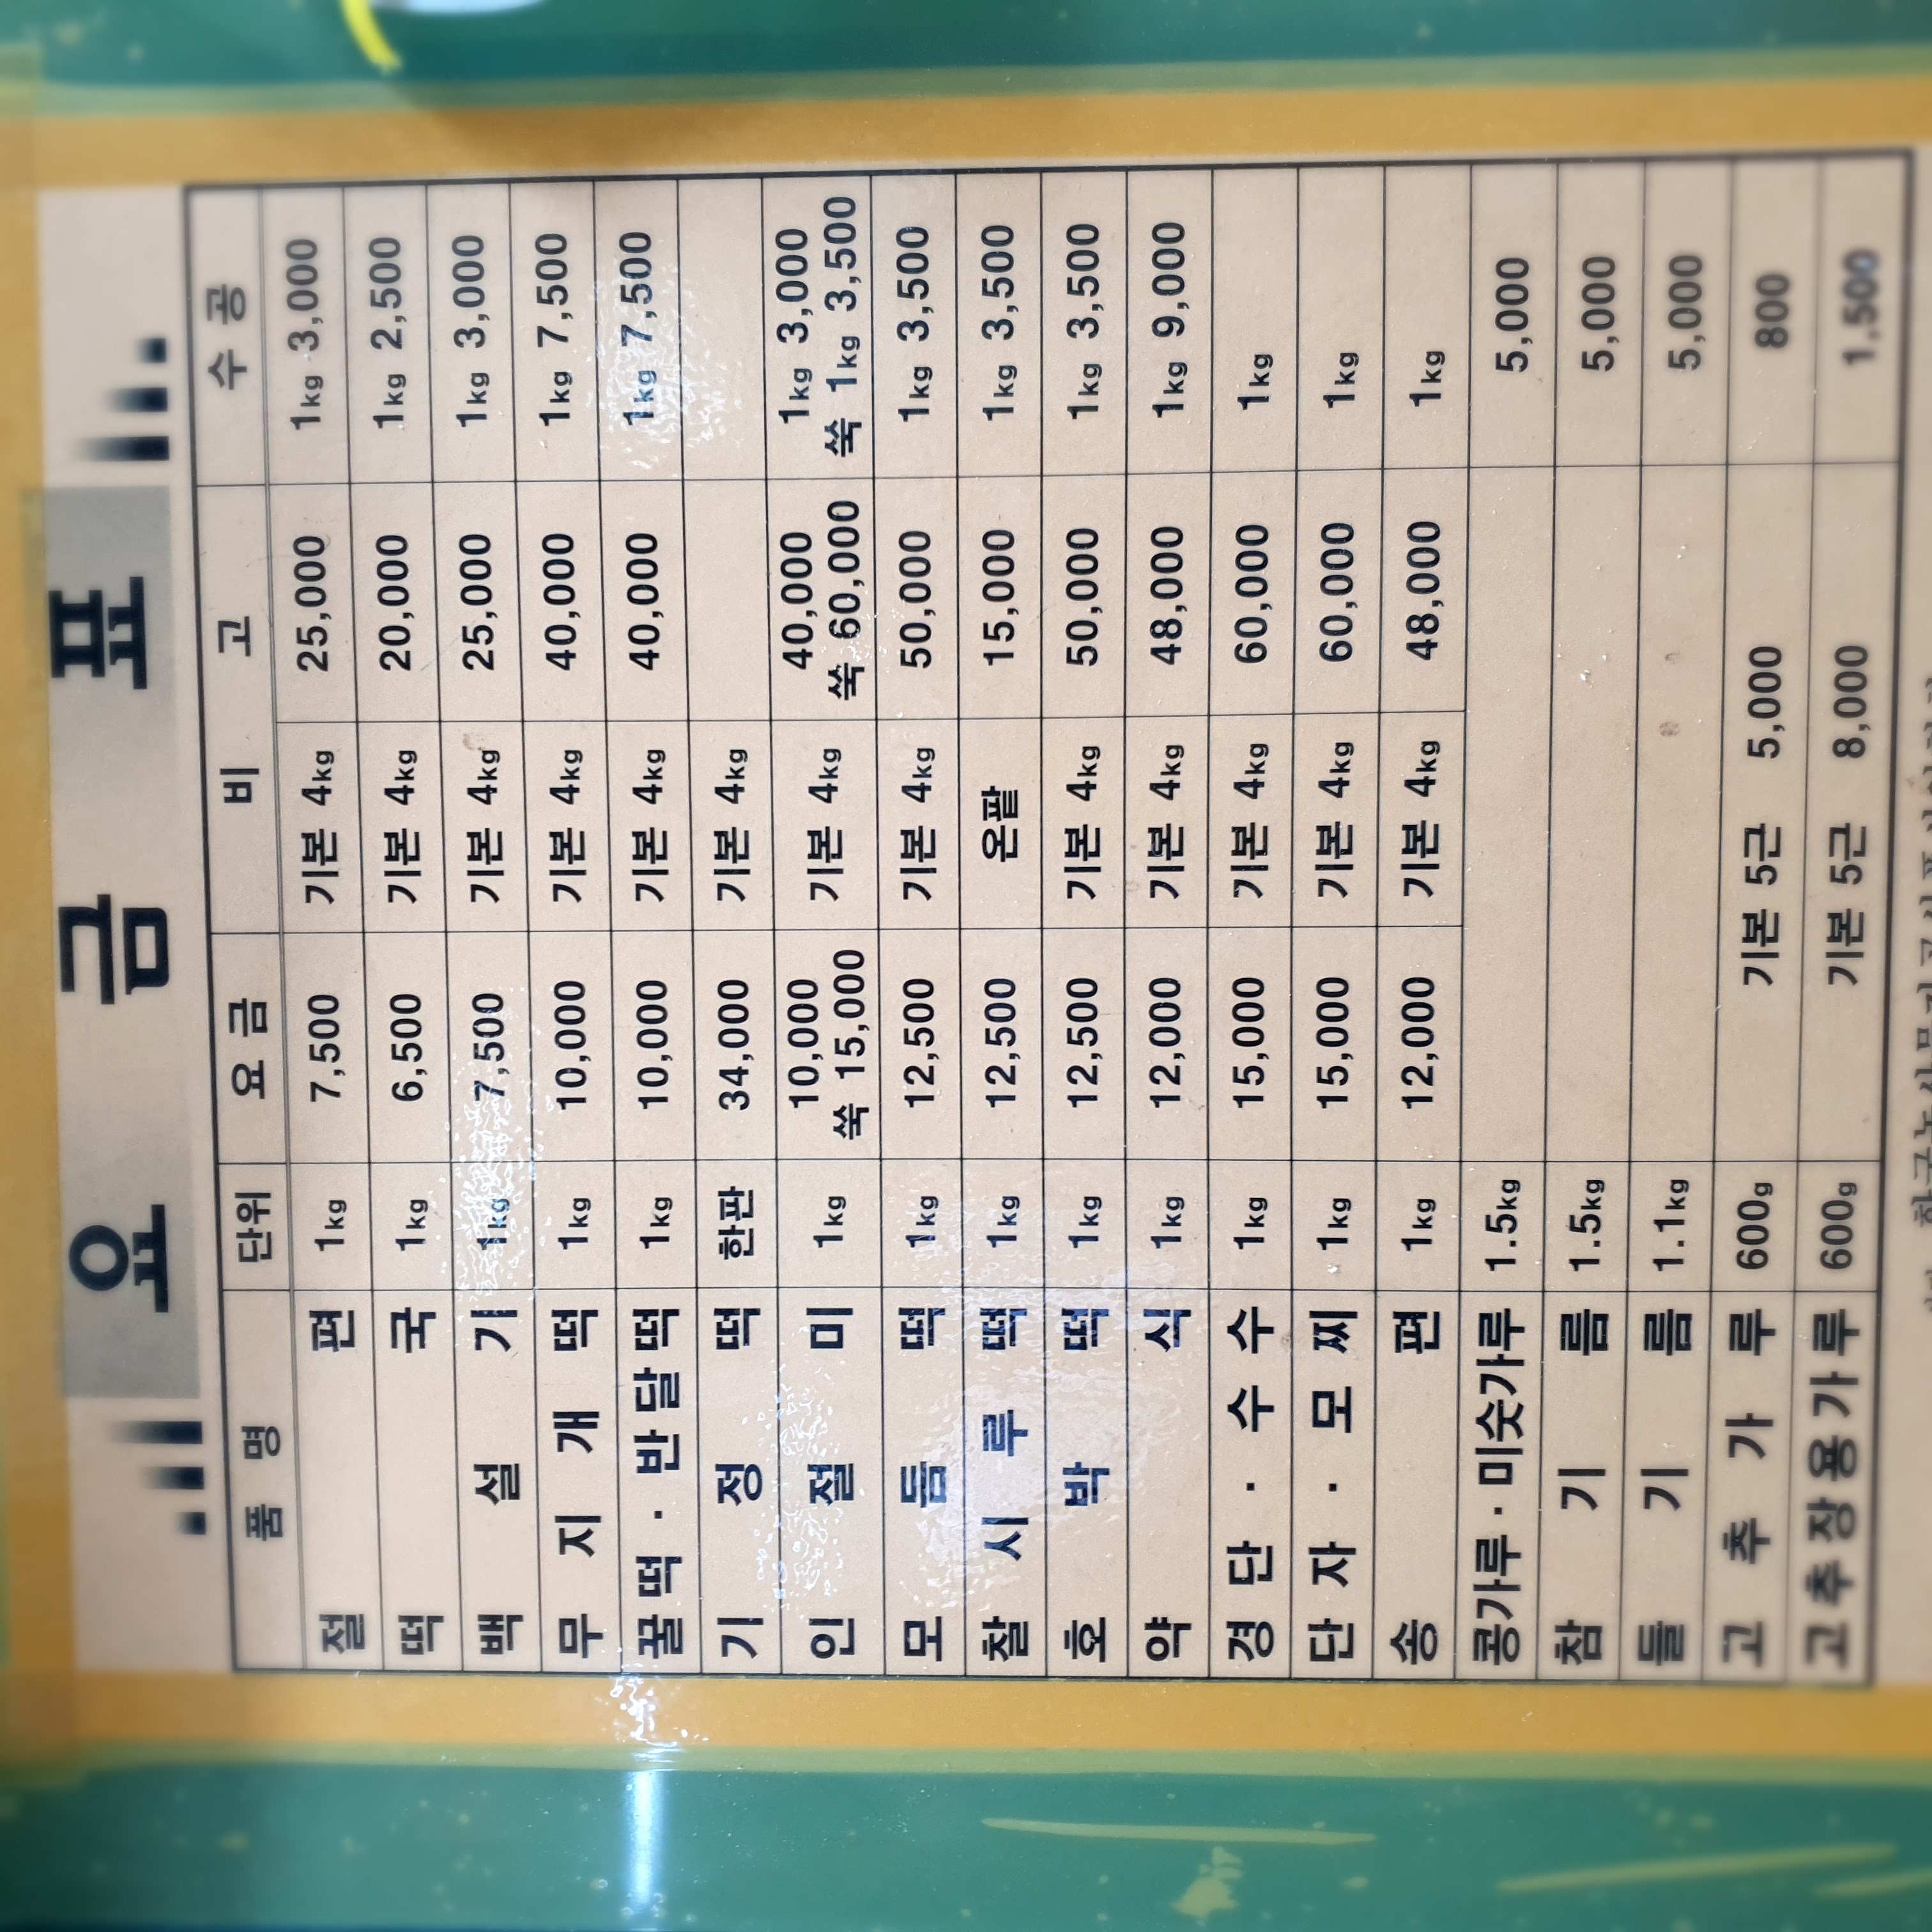 요 금 표
품 명 단위 요 금 비 고 수 공
절 편 1kg 7,500 기본 4kg 25,000 1kg 3,000
떡 국 1kg 6,500 기본 4kg 20,000 1kg 2,500
백 설 기 1kg 7,500 기본 4kg 25,000 1kg 3,000
무 지 개 떡 1kg 10,000 기본 4kg 40,000 1kg 7,500
꿀 떡 · 반 달 떡 1kg 10,000 기본 4kg 40,000 1kg 7,500
기 정 떡 한판 34,000 기본 4kg
인 절 미 1kg 10,000 기본 4kg 40,000 1kg 3,000
쑥 15,000 쑥 60,000 쑥 1kg 3,500
모 듬 떡 1kg 12,500 기본 4kg 50,000 1kg 3,500
찰 시 루 떡 1kg 12,500 온팥 15,000 1kg 3,500
호 박 떡 1kg 12,500 기본 4kg 50,000 1kg 3,500
약 식 1kg 12,000 기본 4kg 48,000 1kg 9,000
경 단 · 수 수 1kg 15,000 기본 4kg 60,000 1kg
단 자 · 모 찌 1kg 15,000 기본 4kg 60,000 1kg
송 편 1kg 12,000 기본 4kg 48,000 1kg
콩가루 · 미숫가루 1.5kg 5,000
참 기 름 1.5kg 5,000
들 기 름 1.1kg 5,000
고 추 가 루 600g 기본 5근 5,000 800
고추장용가루 600g 기본 5근 8,000 1,500